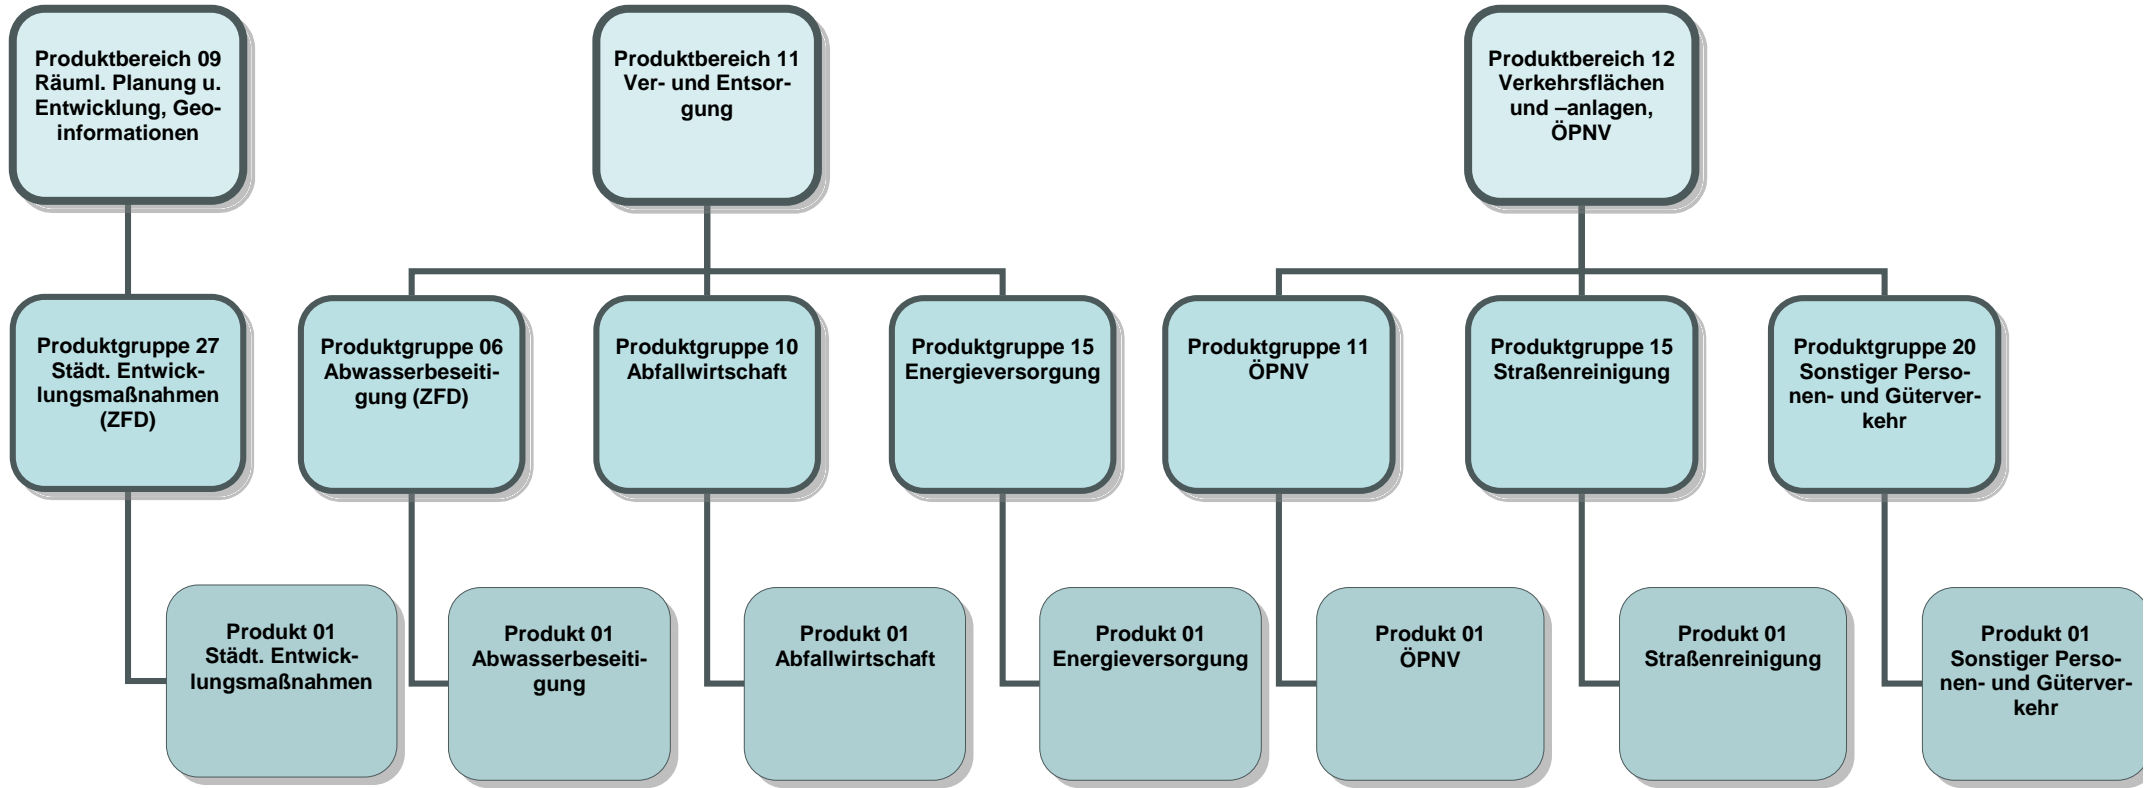 Produktbereich 09
Räuml. Planung u.
Entwicklung, Geo-
informationen
Produktbereich 11
Ver- und Entsor-
gung
Produktbereich 12
Verkehrsflächen
und –anlagen,
ÖPNV
Produktgruppe 27
Städt. Entwick-
lungsmaßnahmen
(ZFD)
Produktgruppe 06
Abwasserbeseiti-
gung (ZFD)
Produktgruppe 10
Abfallwirtschaft
Produktgruppe 15
Energieversorgung
Produktgruppe 11
ÖPNV
Produktgruppe 15
Straßenreinigung
Produktgruppe 20
Sonstiger Perso-
nen- und Güterver-
kehr
Produkt 01
Städt. Entwick-
lungsmaßnahmen
Produkt 01
Abwasserbeseiti-
gung
Produkt 01
Abfallwirtschaft
Produkt 01
Energieversorgung
Produkt 01
ÖPNV
Produkt 01
Straßenreinigung
Produkt 01
Sonstiger Perso-
nen- und Güterver-
kehr